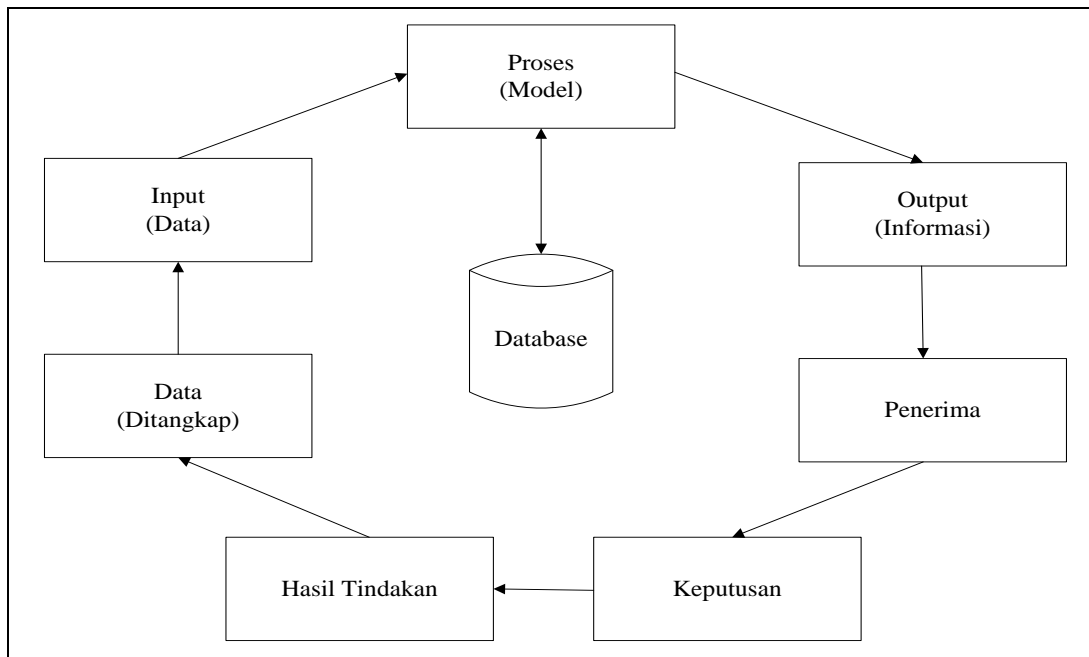 Proses
(Model)
Input
(Data)
Output
(Informasi)
Database
Data
(Ditangkap)
Penerima
Hasil Tindakan
Keputusan